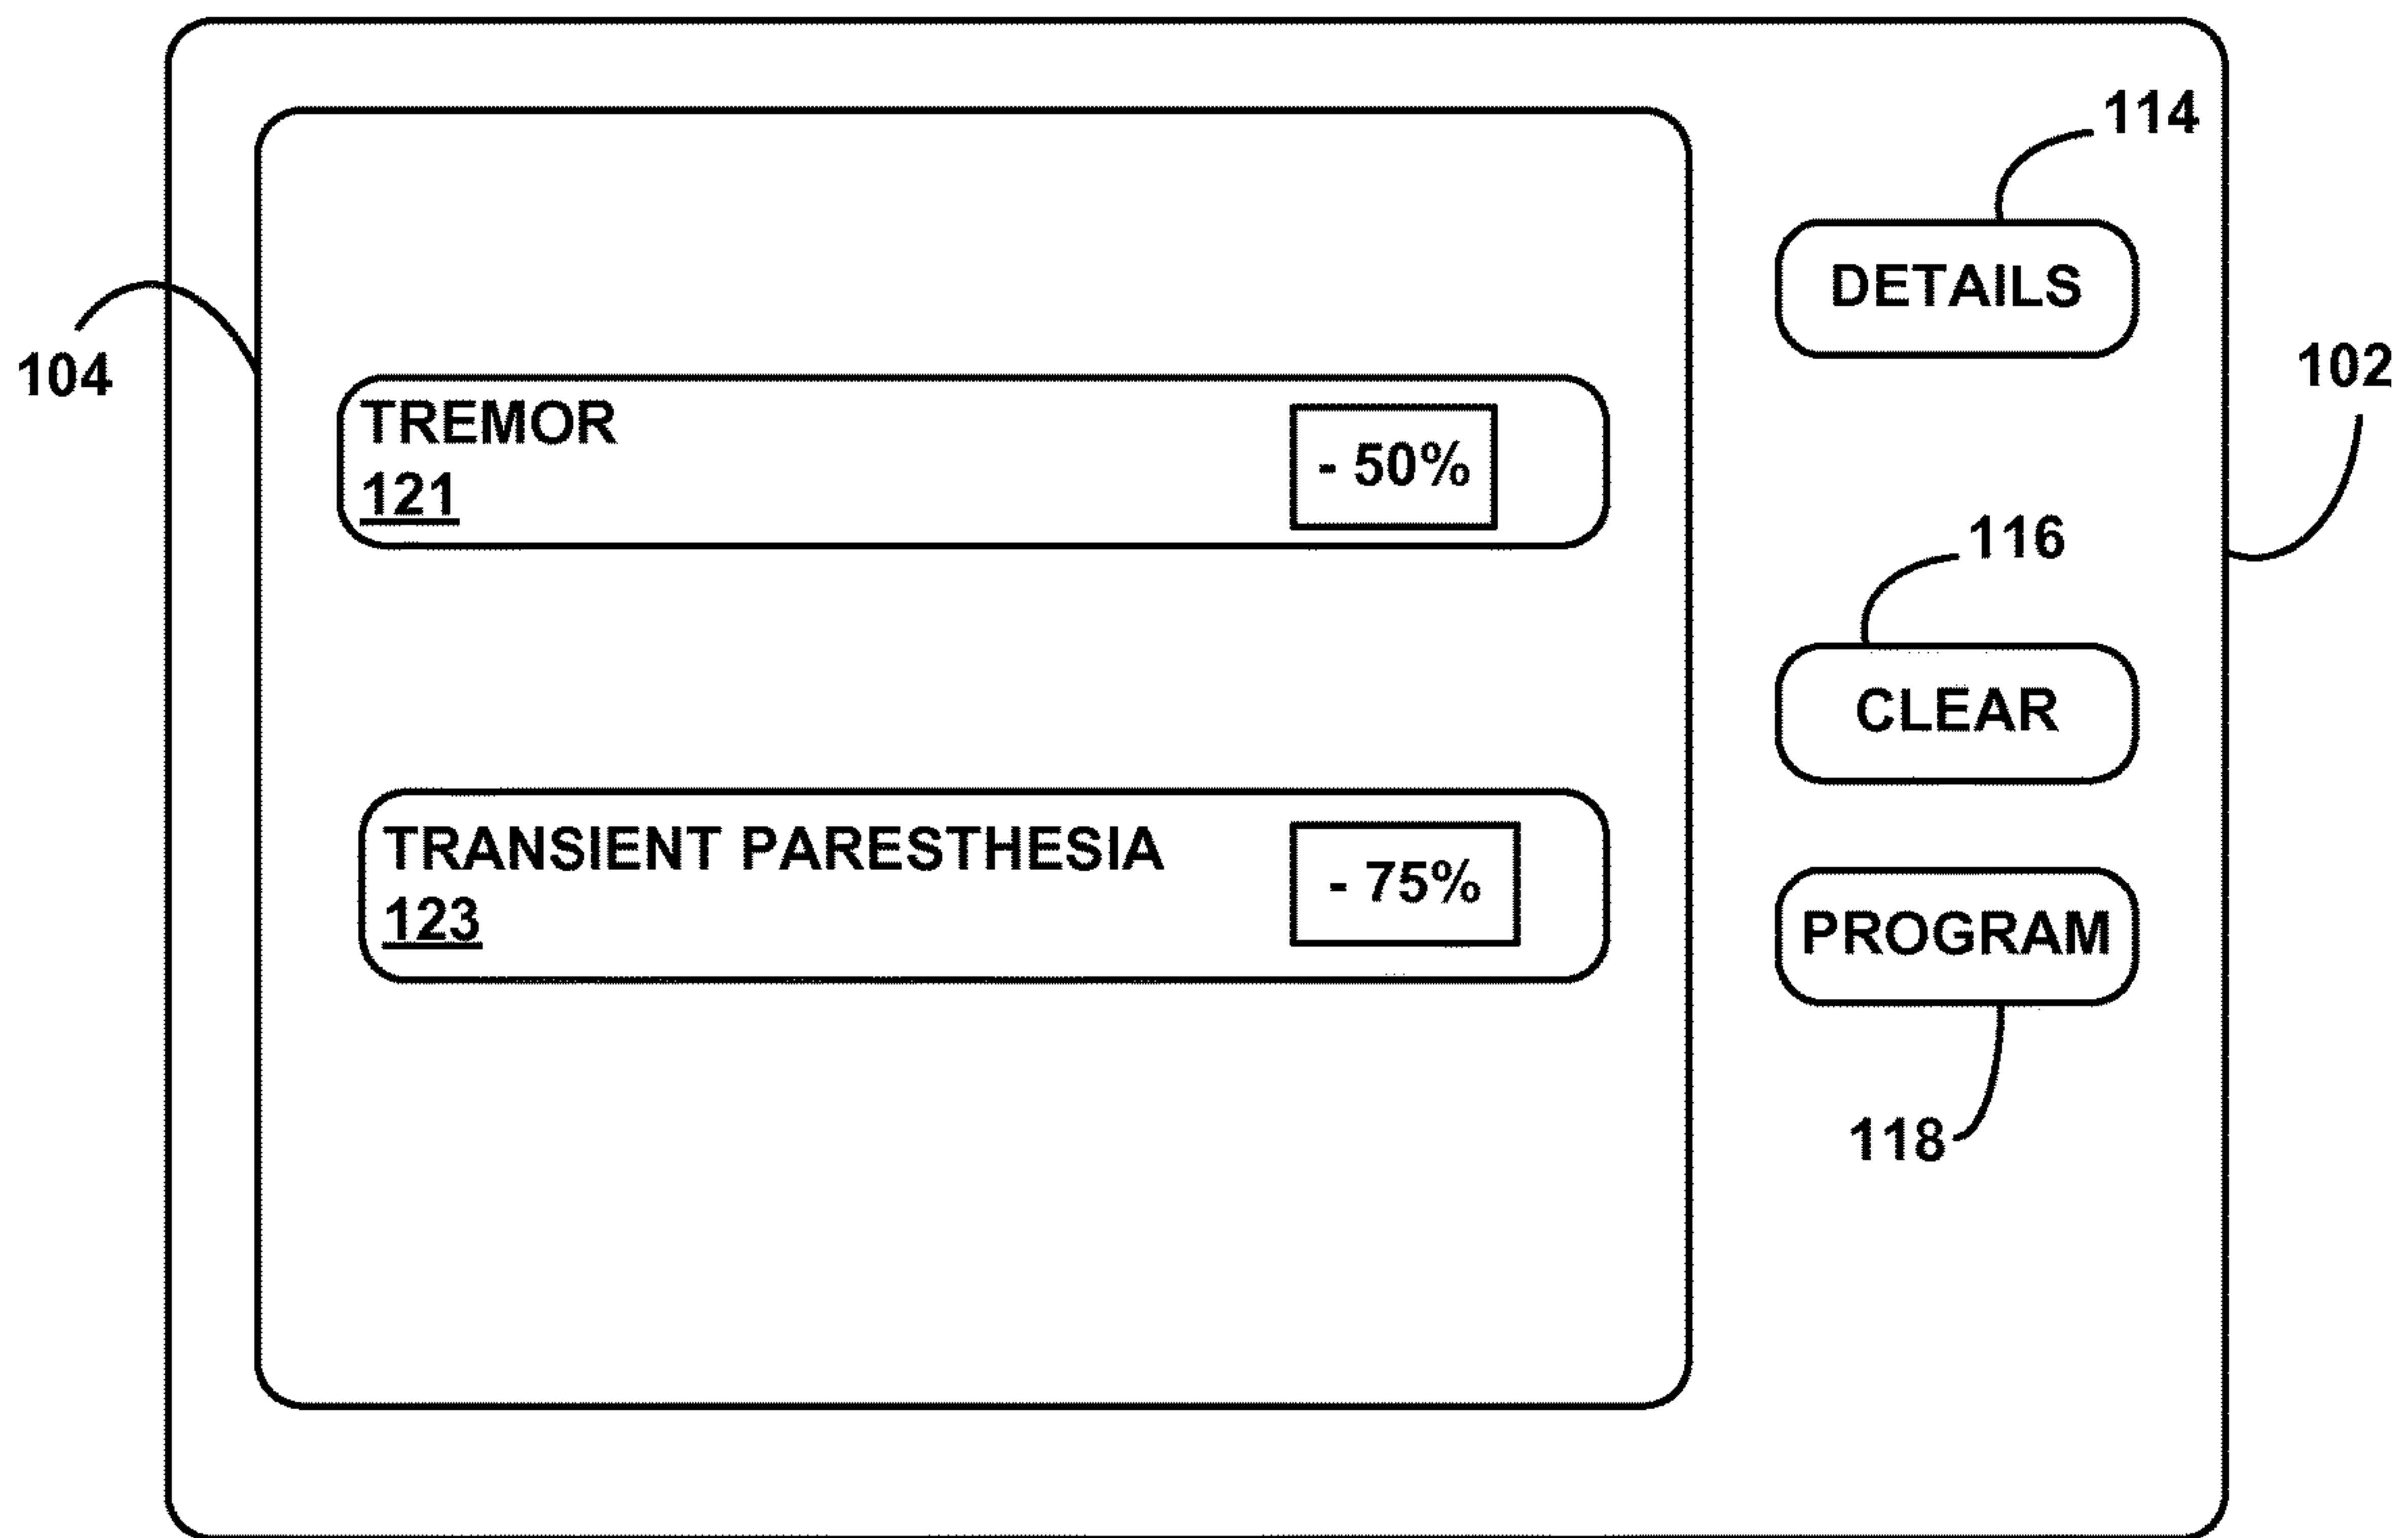 114
DETAILS
104
102
TREMOR
121
- 50%
116
CLEAR
TRANSIENT PARESTHESIA
123
- 75%
PROGRAM
118